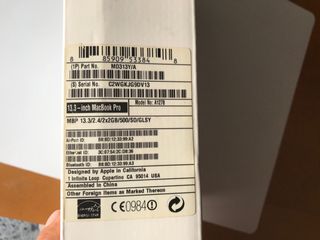 8 85909 53384 8
(1P) Part No. MD313Y/A
(S) Serial No. C2WGKJG9DV13
13.3-inch MacBook Pro
Model No: A1278
MBP 13.3/2.4/2x2GB/500/SD/GLSY
AirPort ID:
Ethernet ID:
Bluetooth ID:
Designed by Apple in California
1 Infinite Loop Cupertino CA 95014 USA
Assembled in China
Other Foreign Items as Marked Thereon
CE0984